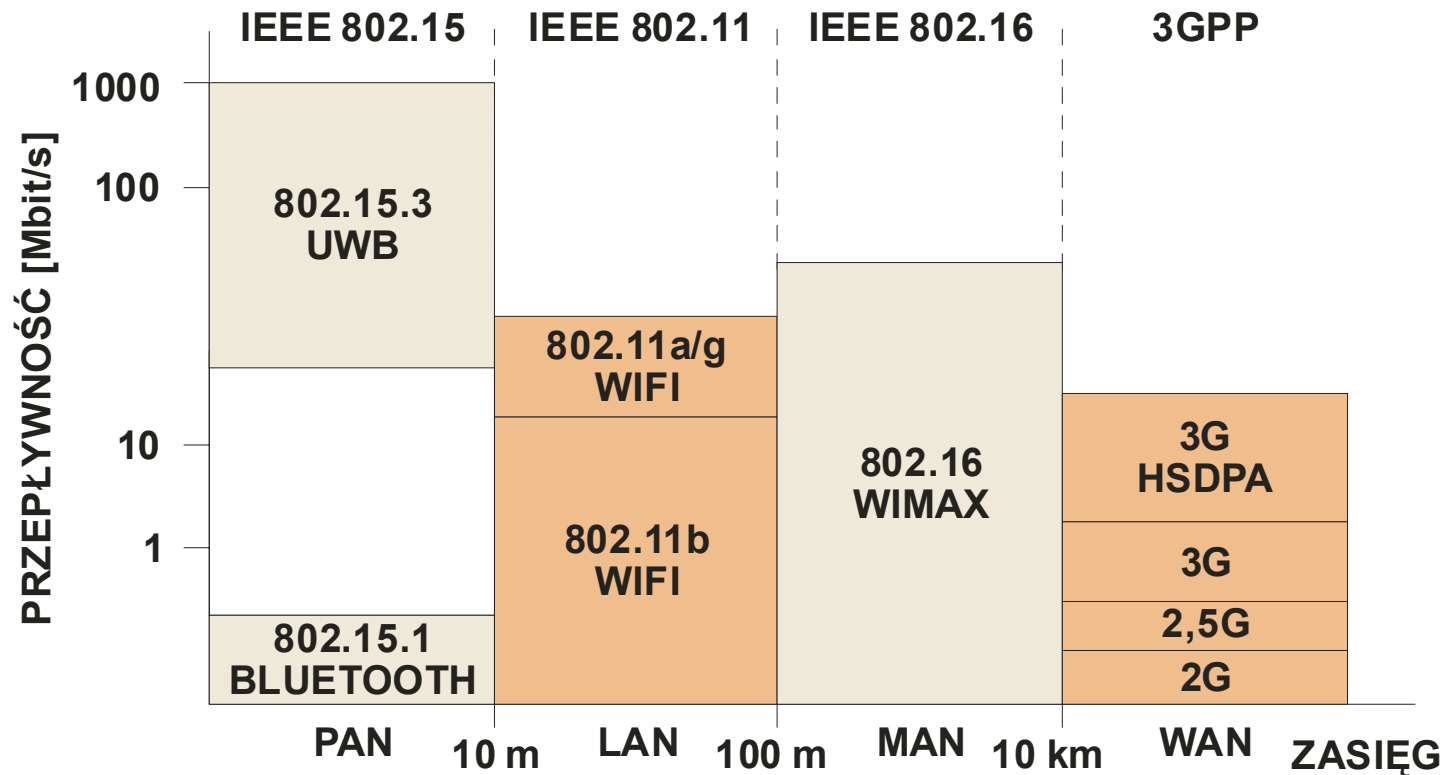 IEEE 802.15 IEEE 802.11 IEEE 802.16 3GPP
PRZEPŁYWNOŚĆ [Mbit/s]
1000
100
10
1
802.15.3
UWB
802.15.1
BLUETOOTH
802.11a/g
WIFI
802.11b
WIFI
802.16
WIMAX
3G
HSDPA
3G
2,5G
2G
PAN 10 m LAN 100 m MAN 10 km WAN ZASIĘG